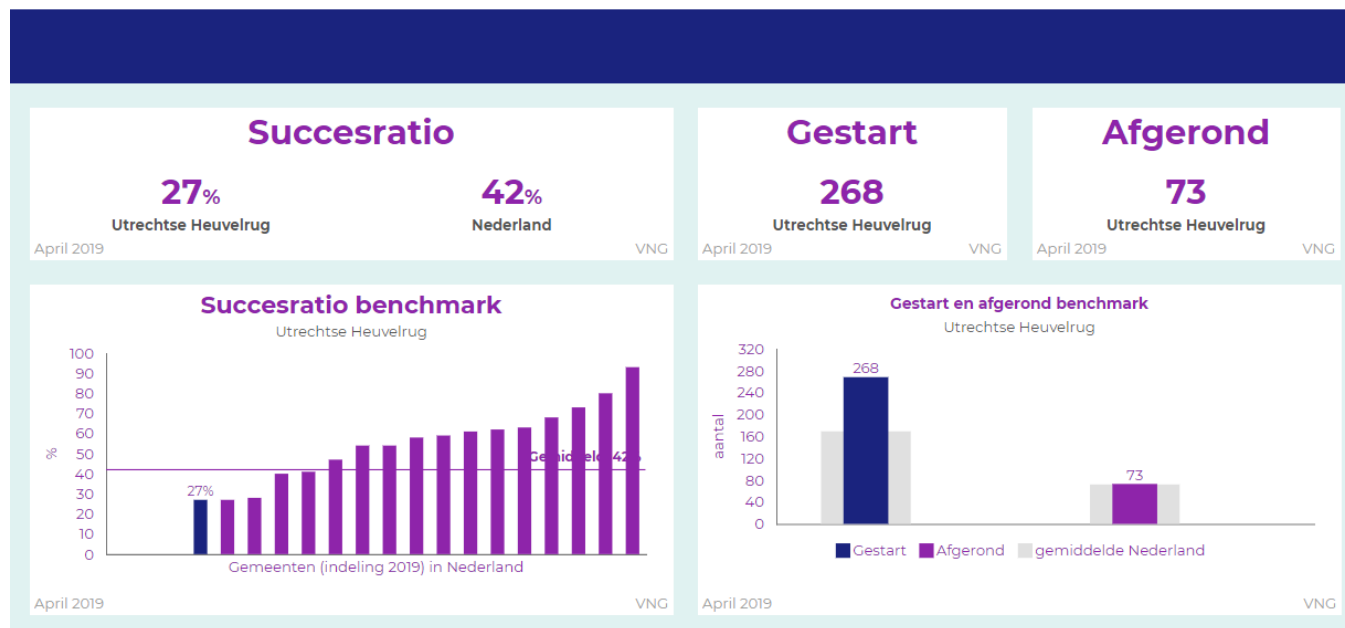 Succesratio
27%
42%
Utrechtse Heuvelrug
Nederland
April 2019
VNG
Gestart
268
Utrechtse Heuvelrug
April 2019
VNG
Afgerond
73
Utrechtse Heuvelrug
April 2019
VNG
Succesratio benchmark
Utrechtse Heuvelrug
100
90
80
70
60
50
40
30
20
10
0
%
27%
Gemeenten (indeling 2019) in Nederland
April 2019
VNG
Gestart en afgerond benchmark
Utrechtse Heuvelrug
320
280
240
200
160
120
80
40
0
aantal
268
73
Gestart
Afgerond
gemiddelde Nederland
April 2019
VNG